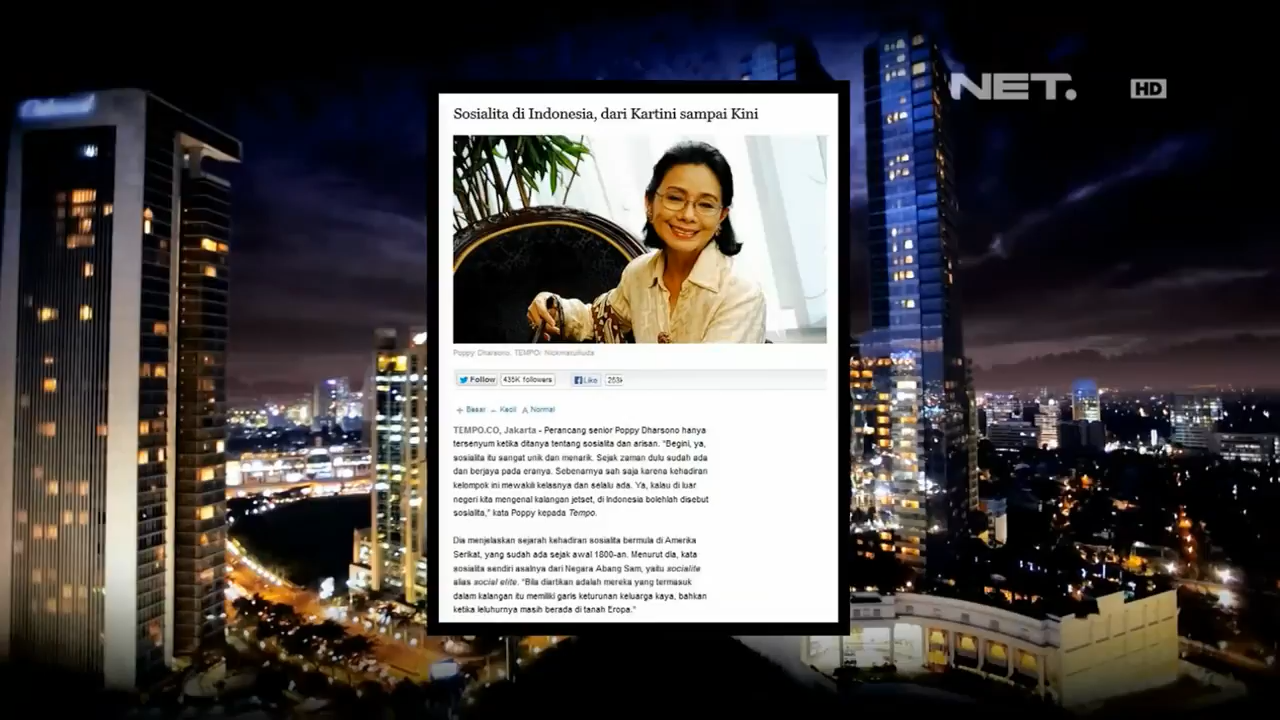 NET.
HD
Sosialita di Indonesia, dari Kartini sampai Kini
Poppy Dharsono. TEMPO/
Follow 435K followers Like 253k
Besar Kecil Normal
TEMPO.CO, Jakarta - Perancang senior Poppy Dharsono hanya
tersenyum ketika ditanya tentang sosialita dan arisan. "Begini, ya,
sosialita itu sangat unik dan menarik. Sejak zaman dulu sudah ada
dan berjaya pada eranya. Sebenarnya sah saja karena kehadiran
kelompok ini mewakili kelasnya dan selalu ada. Ya, kalau di luar
negeri kita mengenal kalangan jetset, di Indonesia bolehlah disebut
sosialita," kata Poppy kepada Tempo.
Dia menjelaskan sejarah kehadiran sosialita bermula di Amerika
Serikat, yang sudah ada sejak awal 1800-an. Menurut dia, kata
sosialita sendiri asalnya dari Negara Abang Sam, yaitu socialite
alias social elite. "Bila diartikan adalah mereka yang termasuk
dalam kalangan itu memiliki garis keturunan keluarga kaya, bahkan
ketika leluhurnya masih berada di tanah Eropa."